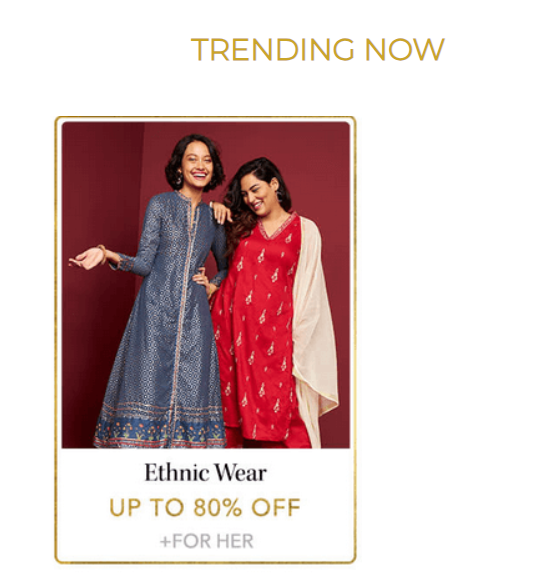 TRENDING NOW
Ethnic Wear
UP TO 80% OFF
+FOR HER